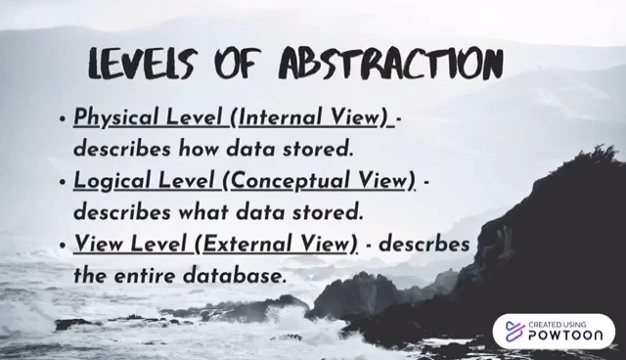 LEVELS OF ABSTRACTION
• Physical Level (Internal View) -
describes how data stored.
• Logical Level (Conceptual View) -
describes what data stored.
• View Level (External View) - descrbes
the entire database.
CREATED USING
POWTOON